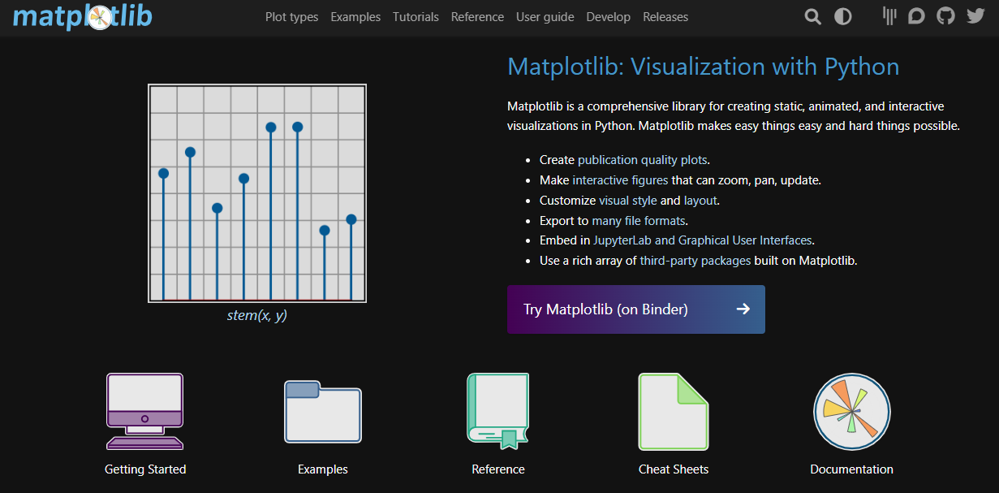 matplotlib
Plot types Examples Tutorials Reference User guide Develop Releases
Matplotlib: Visualization with Python
Matplotlib is a comprehensive library for creating static, animated, and interactive
visualizations in Python. Matplotlib makes easy things easy and hard things possible.
• Create publication quality plots.
• Make interactive figures that can zoom, pan, update.
• Customize visual style and layout.
• Export to many file formats.
• Embed in JupyterLab and Graphical User Interfaces.
• Use a rich array of third-party packages built on Matplotlib.
Try Matplotlib (on Binder)
stem(x, y)
Getting Started
Examples
Reference
Cheat Sheets
Documentation